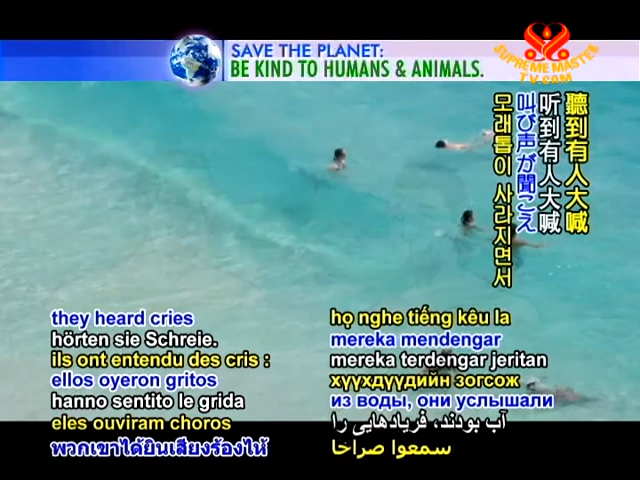 SAVE THE PLANET:
BE KIND TO HUMANS & ANIMALS.
SUPREME MASTER
TV.COM
聽到有人大喊
听到有人大喊
叫び声が聞こえ
모래톱이 사라지면서
they heard cries
hörten sie Schreie.
ils ont entendu des cris :
ellos oyeron gritos
hanno sentito le grida
eles ouviram choros
พวกเขาได้ยินเสียงร้องไห้
họ nghe tiếng kêu la
mereka mendengar
mereka terdengar jeritan
хүүхдүүдийн зогсож
из воды, они услышали
آب بودند، فریادهایی را
سمعوا صراخا